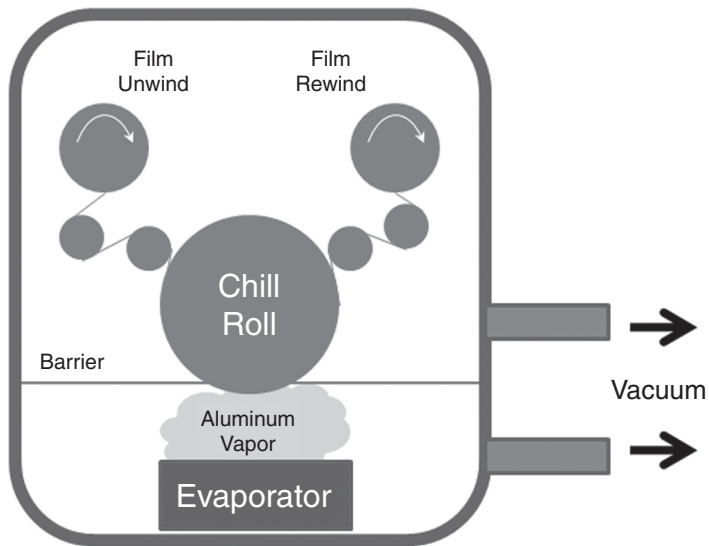 Film
Unwind
Film
Rewind
Chill
Roll
Barrier
Vacuum
Aluminum
Vapor
Evaporator